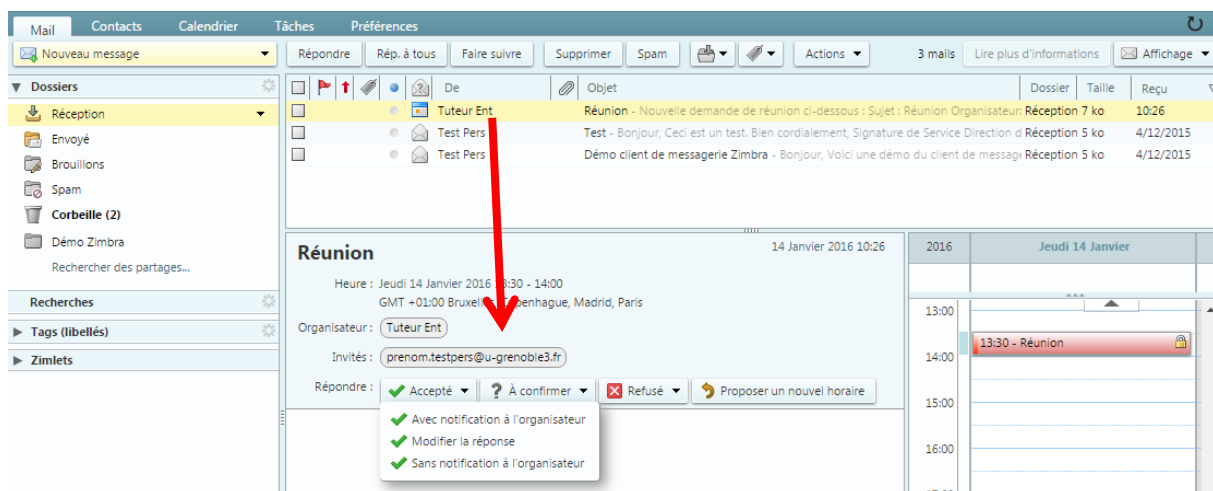 Mail Contacts Calendrier Tâches Préférences
Nouveau message Répondre Rép. à tous Faire suivre Supprimer Spam Actions 3 mails Lire plus d'informations Affichage
Dossiers
Réception
Envoyé
Brouillons
Spam
Corbeille (2)
Démo Zimbra
Rechercher des partages...
Recherches
Tags (libellés)
Zimlets
De Objet Dossier Taille Reçu
Tuteur Ent Réunion - Nouvelle demande de réunion ci-dessous : Sujet : Réunion Organisateur: Réception 7 ko 10:26
Test Pers Test - Bonjour, Ceci est un test. Bien cordialement, Signature de Service Direction d Réception 5 ko 4/12/2015
Test Pers Démo client de messagerie Zimbra - Bonjour, Voici une démo du client de message Réception 5 ko 4/12/2015
Réunion 14 Janvier 2016 10:26
Heure : Jeudi 14 Janvier 2016 :30 - 14:00
GMT +01:00 Madrid, Paris
Organisateur : Tuteur Ent
Invités : prenom.testpers@u-grenoble3.fr
Répondre : Accepté À confirmer Refusé Proposer un nouvel horaire
Avec notification à l'organisateur
Modifier la réponse
Sans notification à l'organisateur
2016 Jeudi 14 Janvier
13:00
13:30 - Réunion
14:00
15:00
16:00